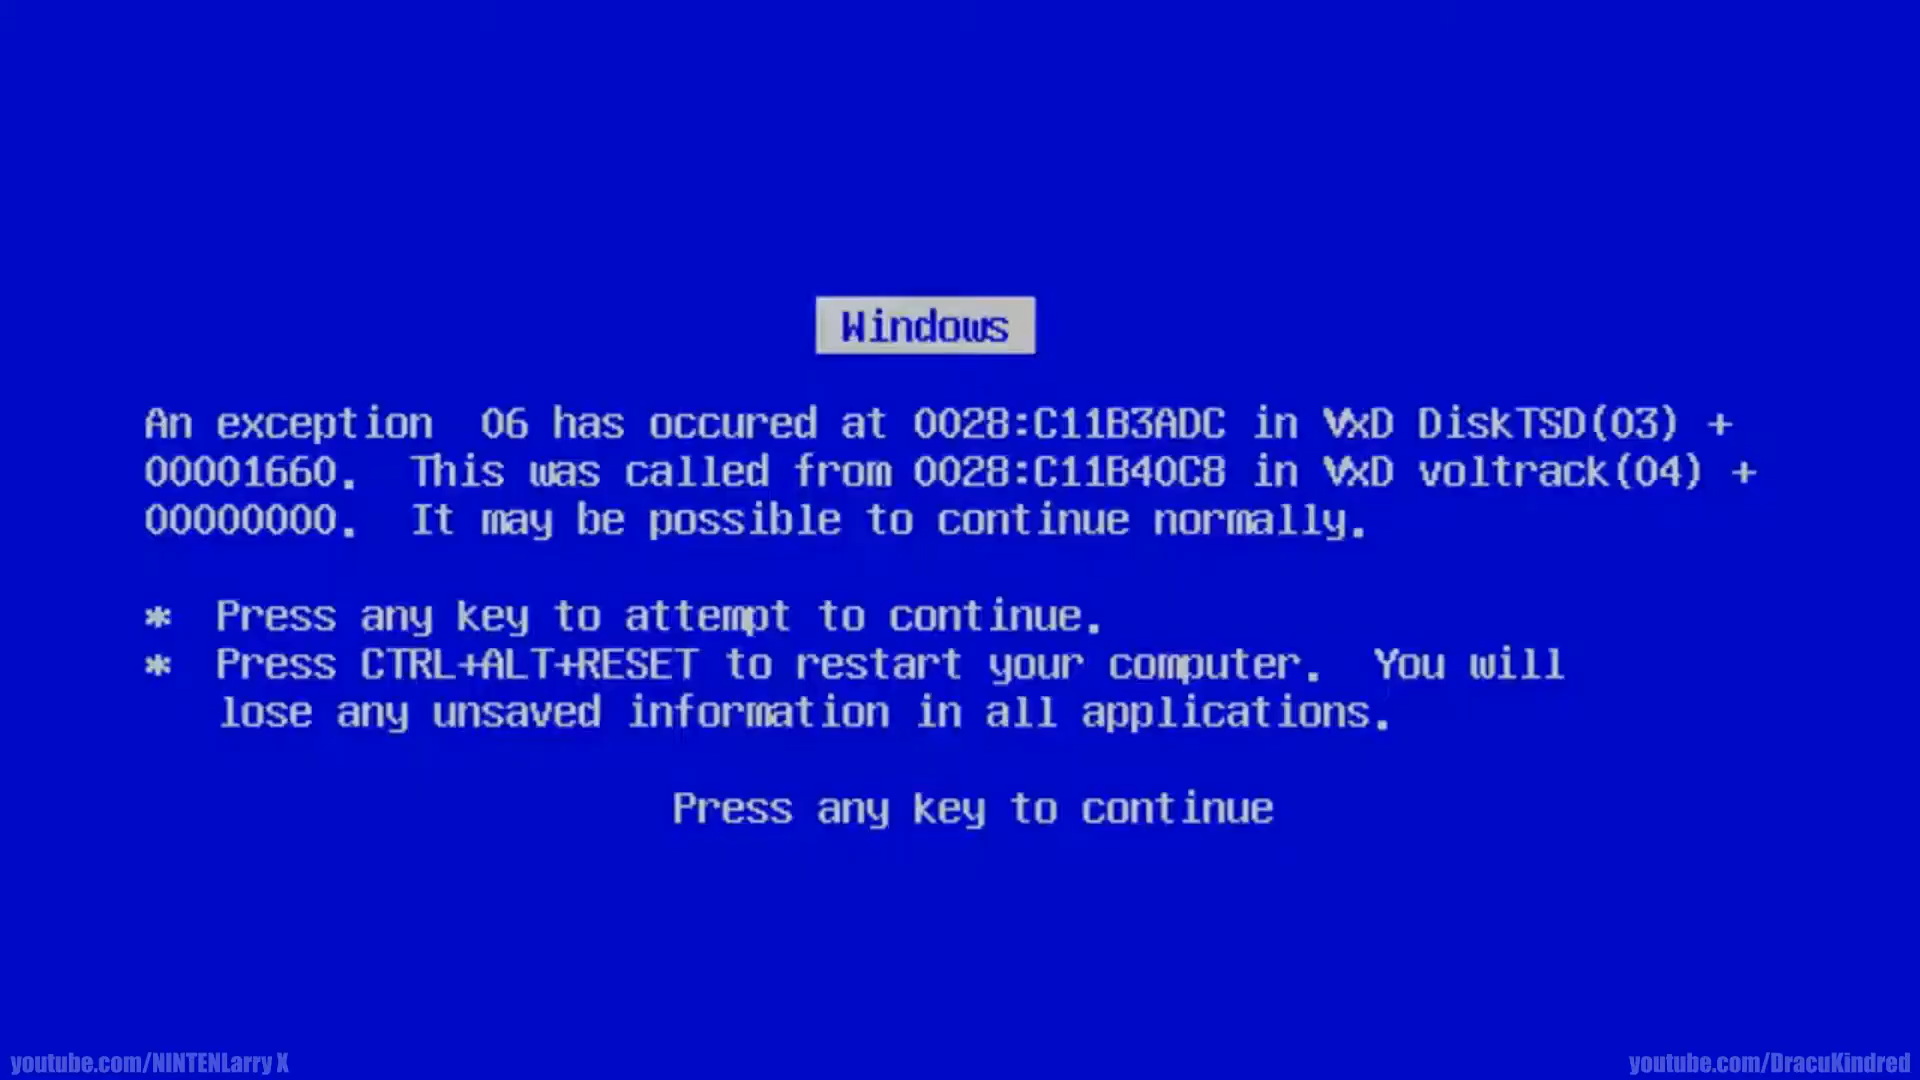 Windows
An exception  06 has occured at 0028:C11B3ADC in VxD DiskTSD(03) +
00001660.  This was called from 0028:C11B40C8 in VxD voltrack(04) +
00000000.  It may be possible to continue normally.
*  Press any key to attempt to continue.
*  Press CTRL+ALT+RESET to restart your computer.  You will
lose any unsaved information in all applications.
Press any key to continue
youtube.com/NINTENLarry X
youtube.com/DracuKindred